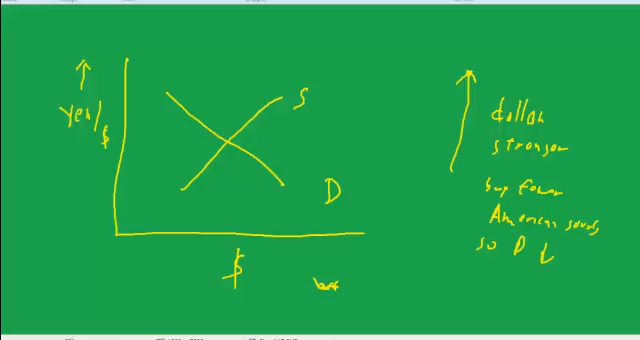 yen/$
S
D
$
dollar
stronger
buy fewer
American goods
so D ↓